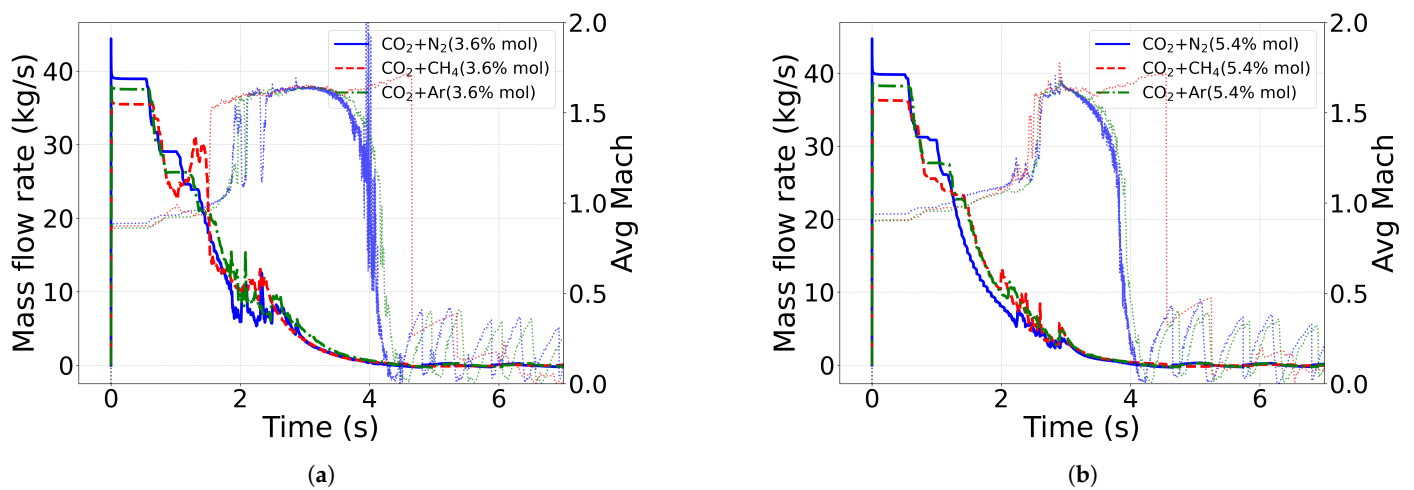 Mass flow rate (kg/s)
40
30
20
10
0
CO₂+N₂(3.6% mol)
CO₂+CH₄(3.6% mol)
CO₂+Ar(3.6% mol)
2.0
1.5
1.0
0.5
0.0
Avg Mach
0 2 4 6
Time (s)
(a)
Mass flow rate (kg/s)
40
30
20
10
0
CO₂+N₂(5.4% mol)
CO₂+CH₄(5.4% mol)
CO₂+Ar(5.4% mol)
2.0
1.5
1.0
0.5
0.0
Avg Mach
0 2 4 6
Time (s)
(b)